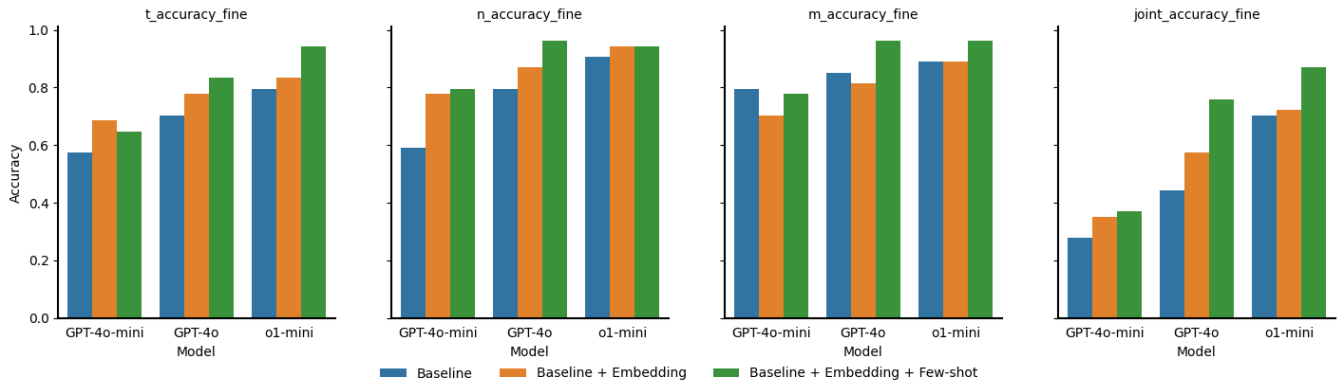 t_accuracy_fine
n_accuracy_fine
m_accuracy_fine
joint_accuracy_fine
Accuracy
1.0
0.8
0.6
0.4
0.2
0.0
GPT-4o-mini GPT-4o o1-mini
GPT-4o-mini GPT-4o o1-mini
GPT-4o-mini GPT-4o o1-mini
GPT-4o-mini GPT-4o o1-mini
Model
Model
Model
Model
Baseline
Baseline + Embedding
Baseline + Embedding + Few-shot